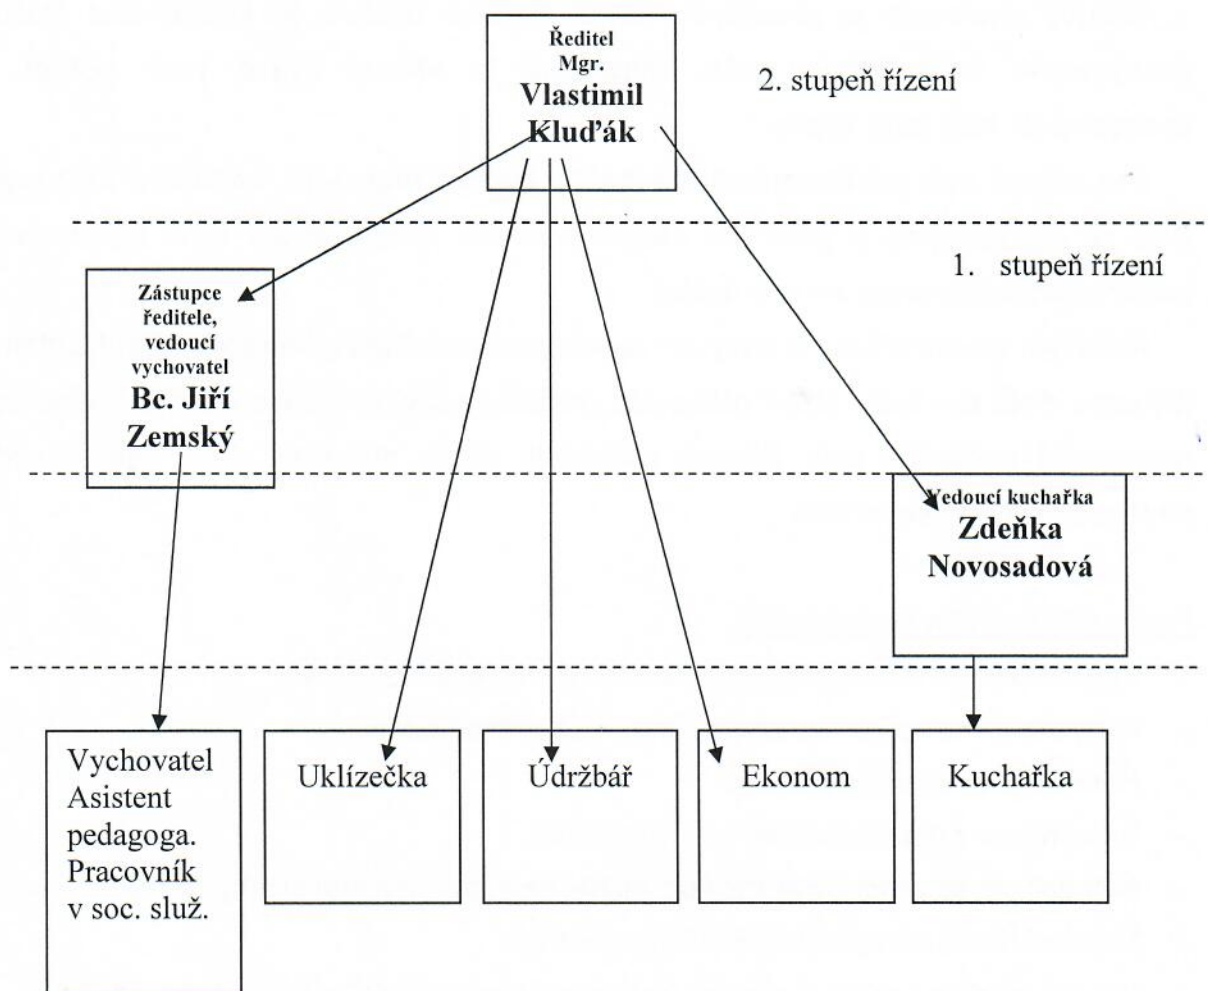 Ředitel
Mgr.
Vlastimil
Kluďák
2. stupeň řízení
1. stupeň řízení
Zástupce
ředitele,
vedoucí
vychovatel
Bc. Jiří
Zemský
Vedoucí kuchařka
Zdeňka
Novosadová
Vychovatel
Asistent
pedagoga.
Pracovník
v soc. služ.
Uklízečka
Údržbář
Ekonom
Kuchařka